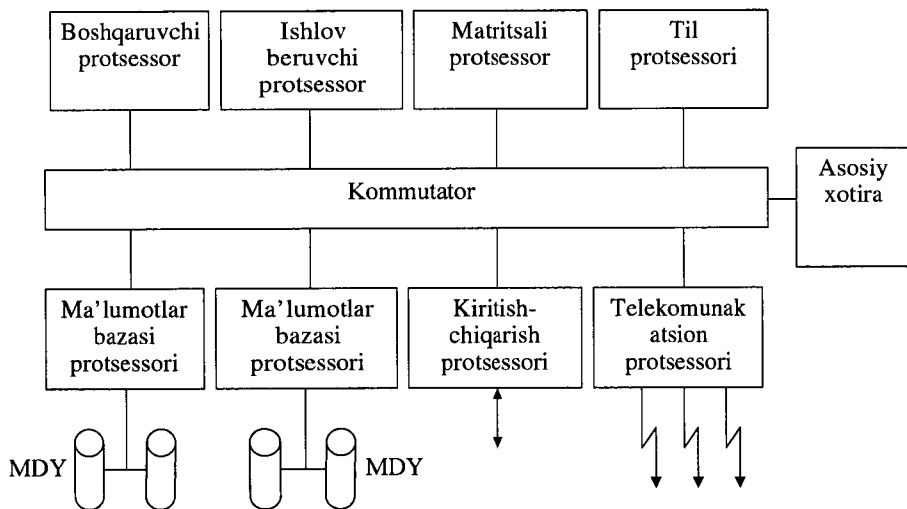 Boshqaruvchi
protsessor
Ishlov
beruvchi
protsessor
Matritsali
protsessor
Til
protsessori
Kommutator
Asosiy
xotira
Ma'lumotlar
bazasi
protsessori
Ma'lumotlar
bazasi
protsessori
Kiritish-
chiqarish
protsessori
Telekomunak
atsion
protsessori
MDY
MDY